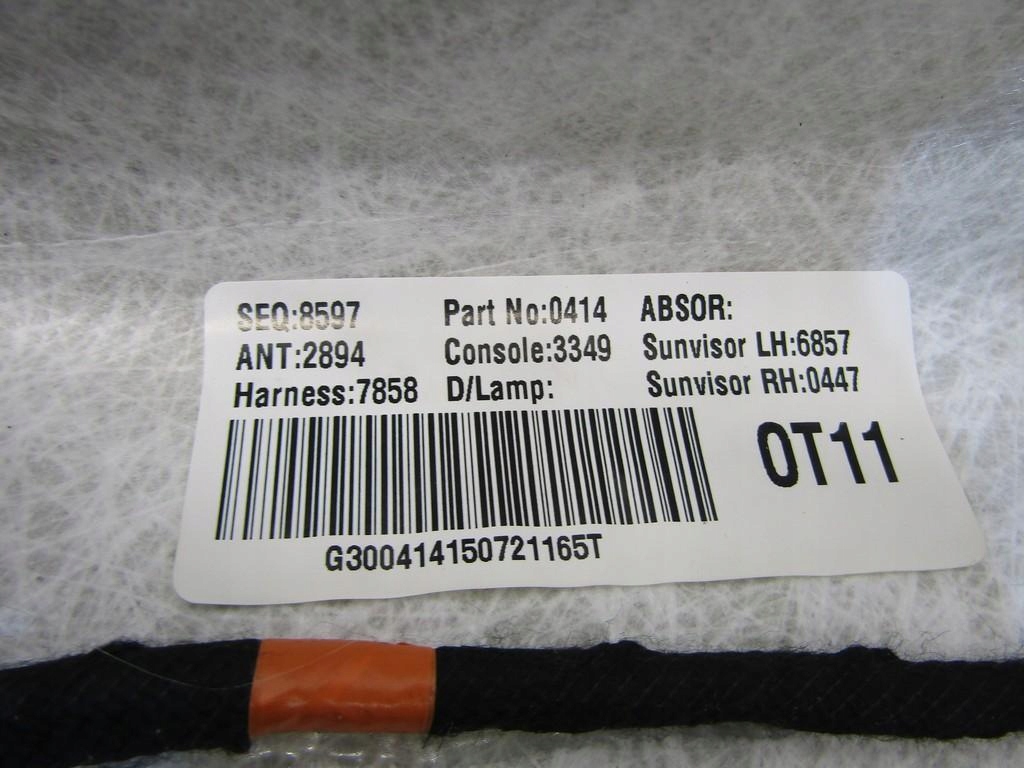 SEQ:8597 Part No:0414 ABSOR:
ANT:2894 Console:3349 Sunvisor LH:6857
Harness:7858 D/Lamp: Sunvisor RH:0447
OT11
G300414150721165T